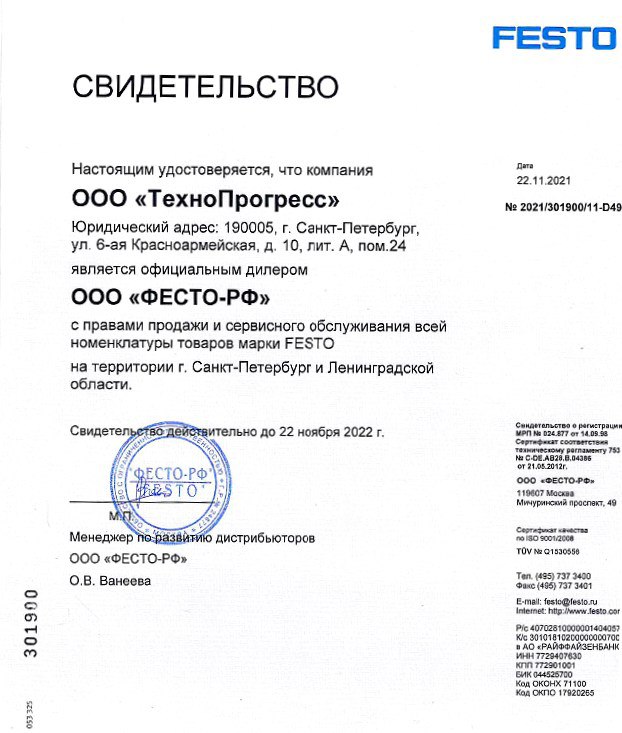 FESTO
СВИДЕТЕЛЬСТВО
Настоящим удостоверяется, что компания
ООО «ТехноПрогресс»
Юридический адрес: 190005, г. Санкт-Петербург,
ул. 6-ая Красноармейская, д. 10, лит. А, пом.24
является официальным дилером
ООО «ФЕСТО-РФ»
с правами продажи и сервисного обслуживания всей
номенклатуры товаров марки FESTO
на территории г. Санкт-Петербург и Ленинградской
области.
Свидетельство действительно до 22 ноября 2022 г.
"ФЕСТО-РФ"
"FESTO"
МОСКВА
М.П.
Менеджер по развитию дистрибьюторов
ООО «ФЕСТО-РФ»
О.В. Ванеева
Дата
22.11.2021
№ 2021/301900/11-D49
Свидетельство о регистрации
МРП № 024.877 от 14.09.93
Сертификат соответствия
техническому регламенту 753
№ C-DE.АВ28.В.04386
от 21.05.2012г.
ООО «ФЕСТО-РФ»
119607 Москва
Мичуринский проспект, 49
Сертификат качества
по ISO 9001/2008
TÜV № Q1530556
Тел. (495) 737 3400
Факс (495) 737 3401
E-mail: festo@festo.ru
Internet: http://www.festo.cor
Р/с 4070281000001404057
К/с 3010181020000000700
в АО «РАЙФФАЙЗЕНБАНК
ИНН 7729407630
КПП 772901001
БИК 044525700
Код ОКОНХ 71100
Код ОКПО 17920265
301900
053 325